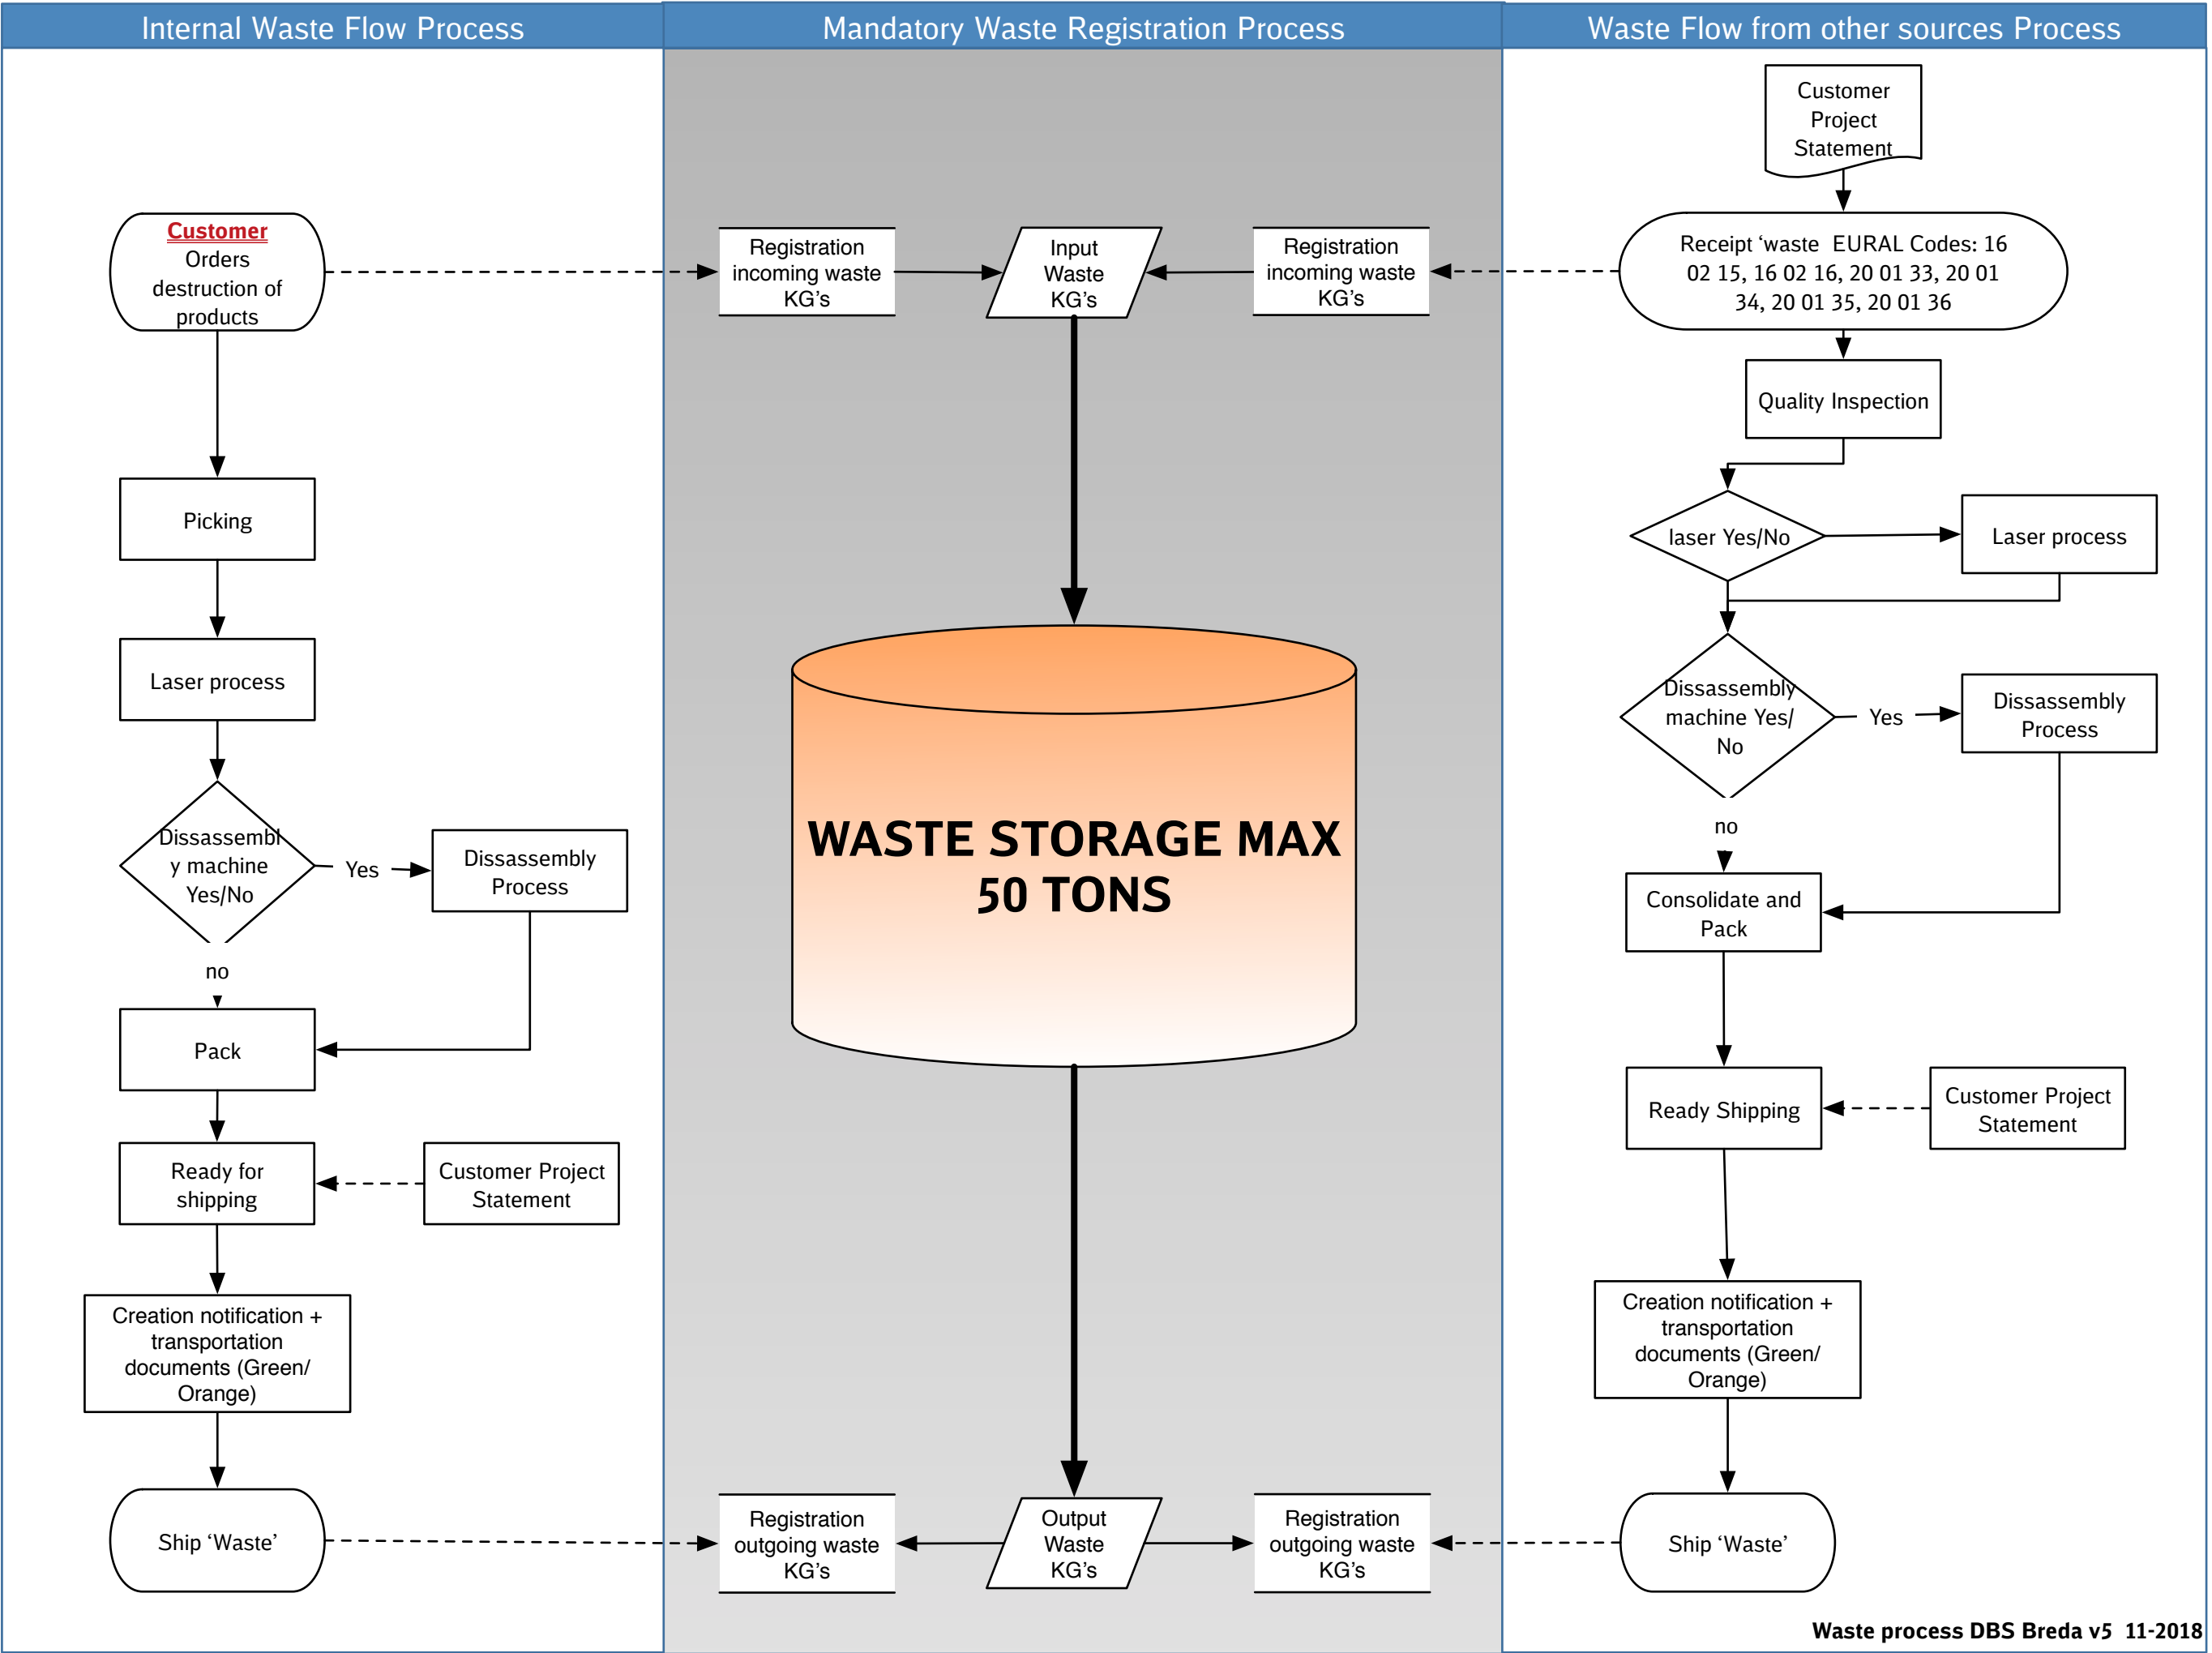 Internal Waste Flow Process
Mandatory Waste Registration Process
Waste Flow from other sources Process
Customer
Orders
destruction of
products
Picking
Laser process
Dissassembl
y machine
Yes/No
Yes
Dissassembly
Process
no
Pack
Ready for
shipping
Customer Project
Statement
Creation notification +
transportation
documents (Green/
Orange)
Ship ‘Waste’
Registration
incoming waste
KG’s
Input
Waste
KG’s
Registration
incoming waste
KG’s
WASTE STORAGE MAX
50 TONS
Registration
outgoing waste
KG’s
Output
Waste
KG’s
Registration
outgoing waste
KG’s
Customer
Project
Statement
Receipt ‘waste  EURAL Codes: 16
02 15, 16 02 16, 20 01 33, 20 01
34, 20 01 35, 20 01 36
Quality Inspection
laser Yes/No
Laser process
Dissassembly
machine Yes/
No
Yes
Dissassembly
Process
no
Consolidate and
Pack
Ready Shipping
Customer Project
Statement
Creation notification +
transportation
documents (Green/
Orange)
Ship ‘Waste’
Waste process DBS Breda v5  11-2018